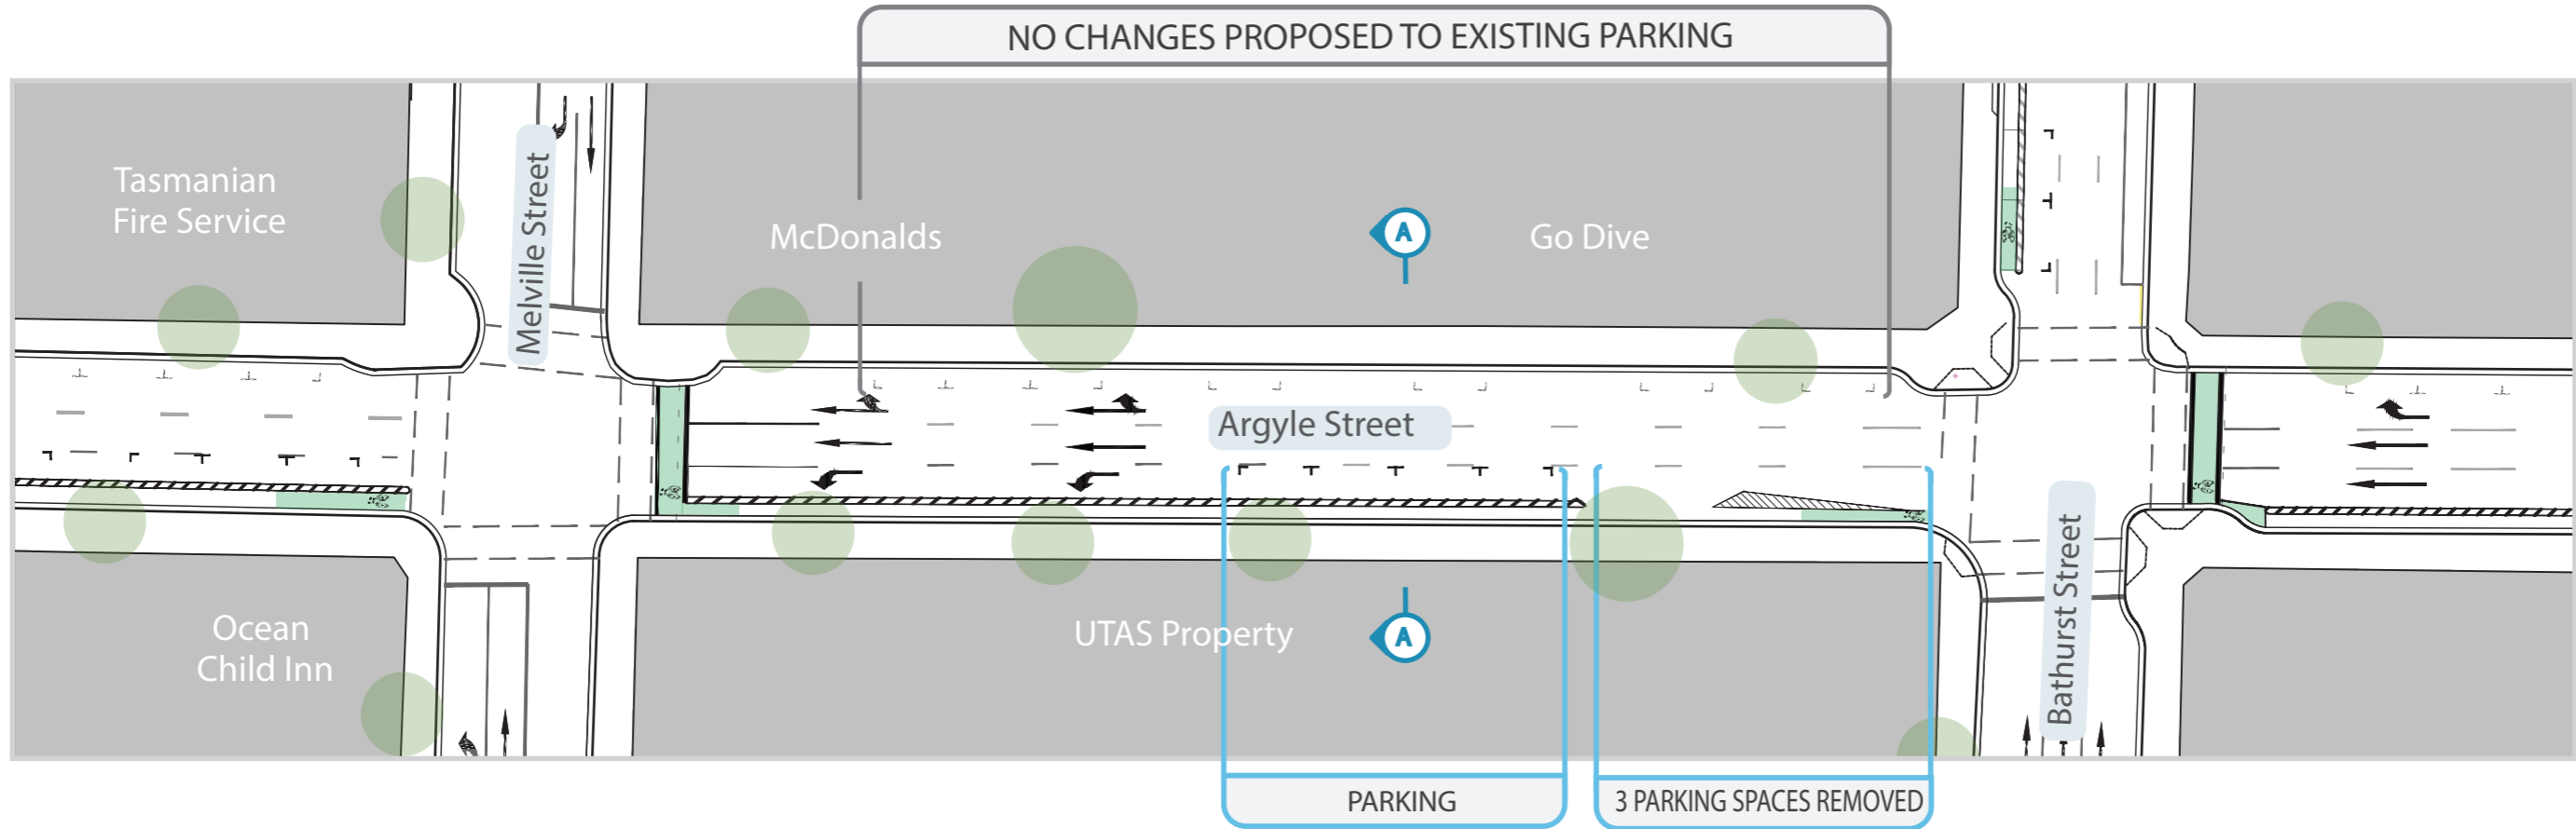 NO CHANGES PROPOSED TO EXISTING PARKING
Tasmanian
Fire Service
Melville Street
McDonalds
A
Go Dive
Argyle Street
Ocean
Child Inn
UTAS Property
A
Bathurst Street
PARKING
3 PARKING SPACES REMOVED